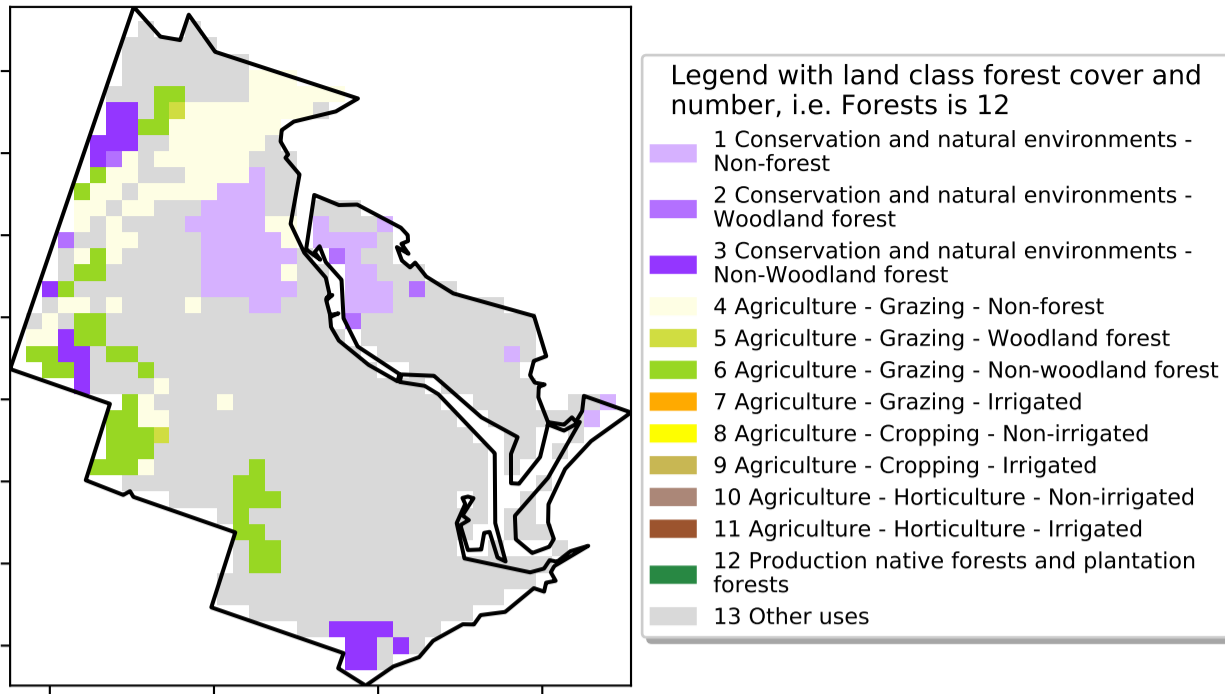 Legend with land class forest cover and
number, i.e. Forests is 12
1 Conservation and natural environments -
Non-forest
2 Conservation and natural environments -
Woodland forest
3 Conservation and natural environments -
Non-Woodland forest
4 Agriculture - Grazing - Non-forest
5 Agriculture - Grazing - Woodland forest
6 Agriculture - Grazing - Non-woodland forest
7 Agriculture - Grazing - Irrigated
8 Agriculture - Cropping - Non-irrigated
9 Agriculture - Cropping - Irrigated
10 Agriculture - Horticulture - Non-irrigated
11 Agriculture - Horticulture - Irrigated
12 Production native forests and plantation
forests
13 Other uses